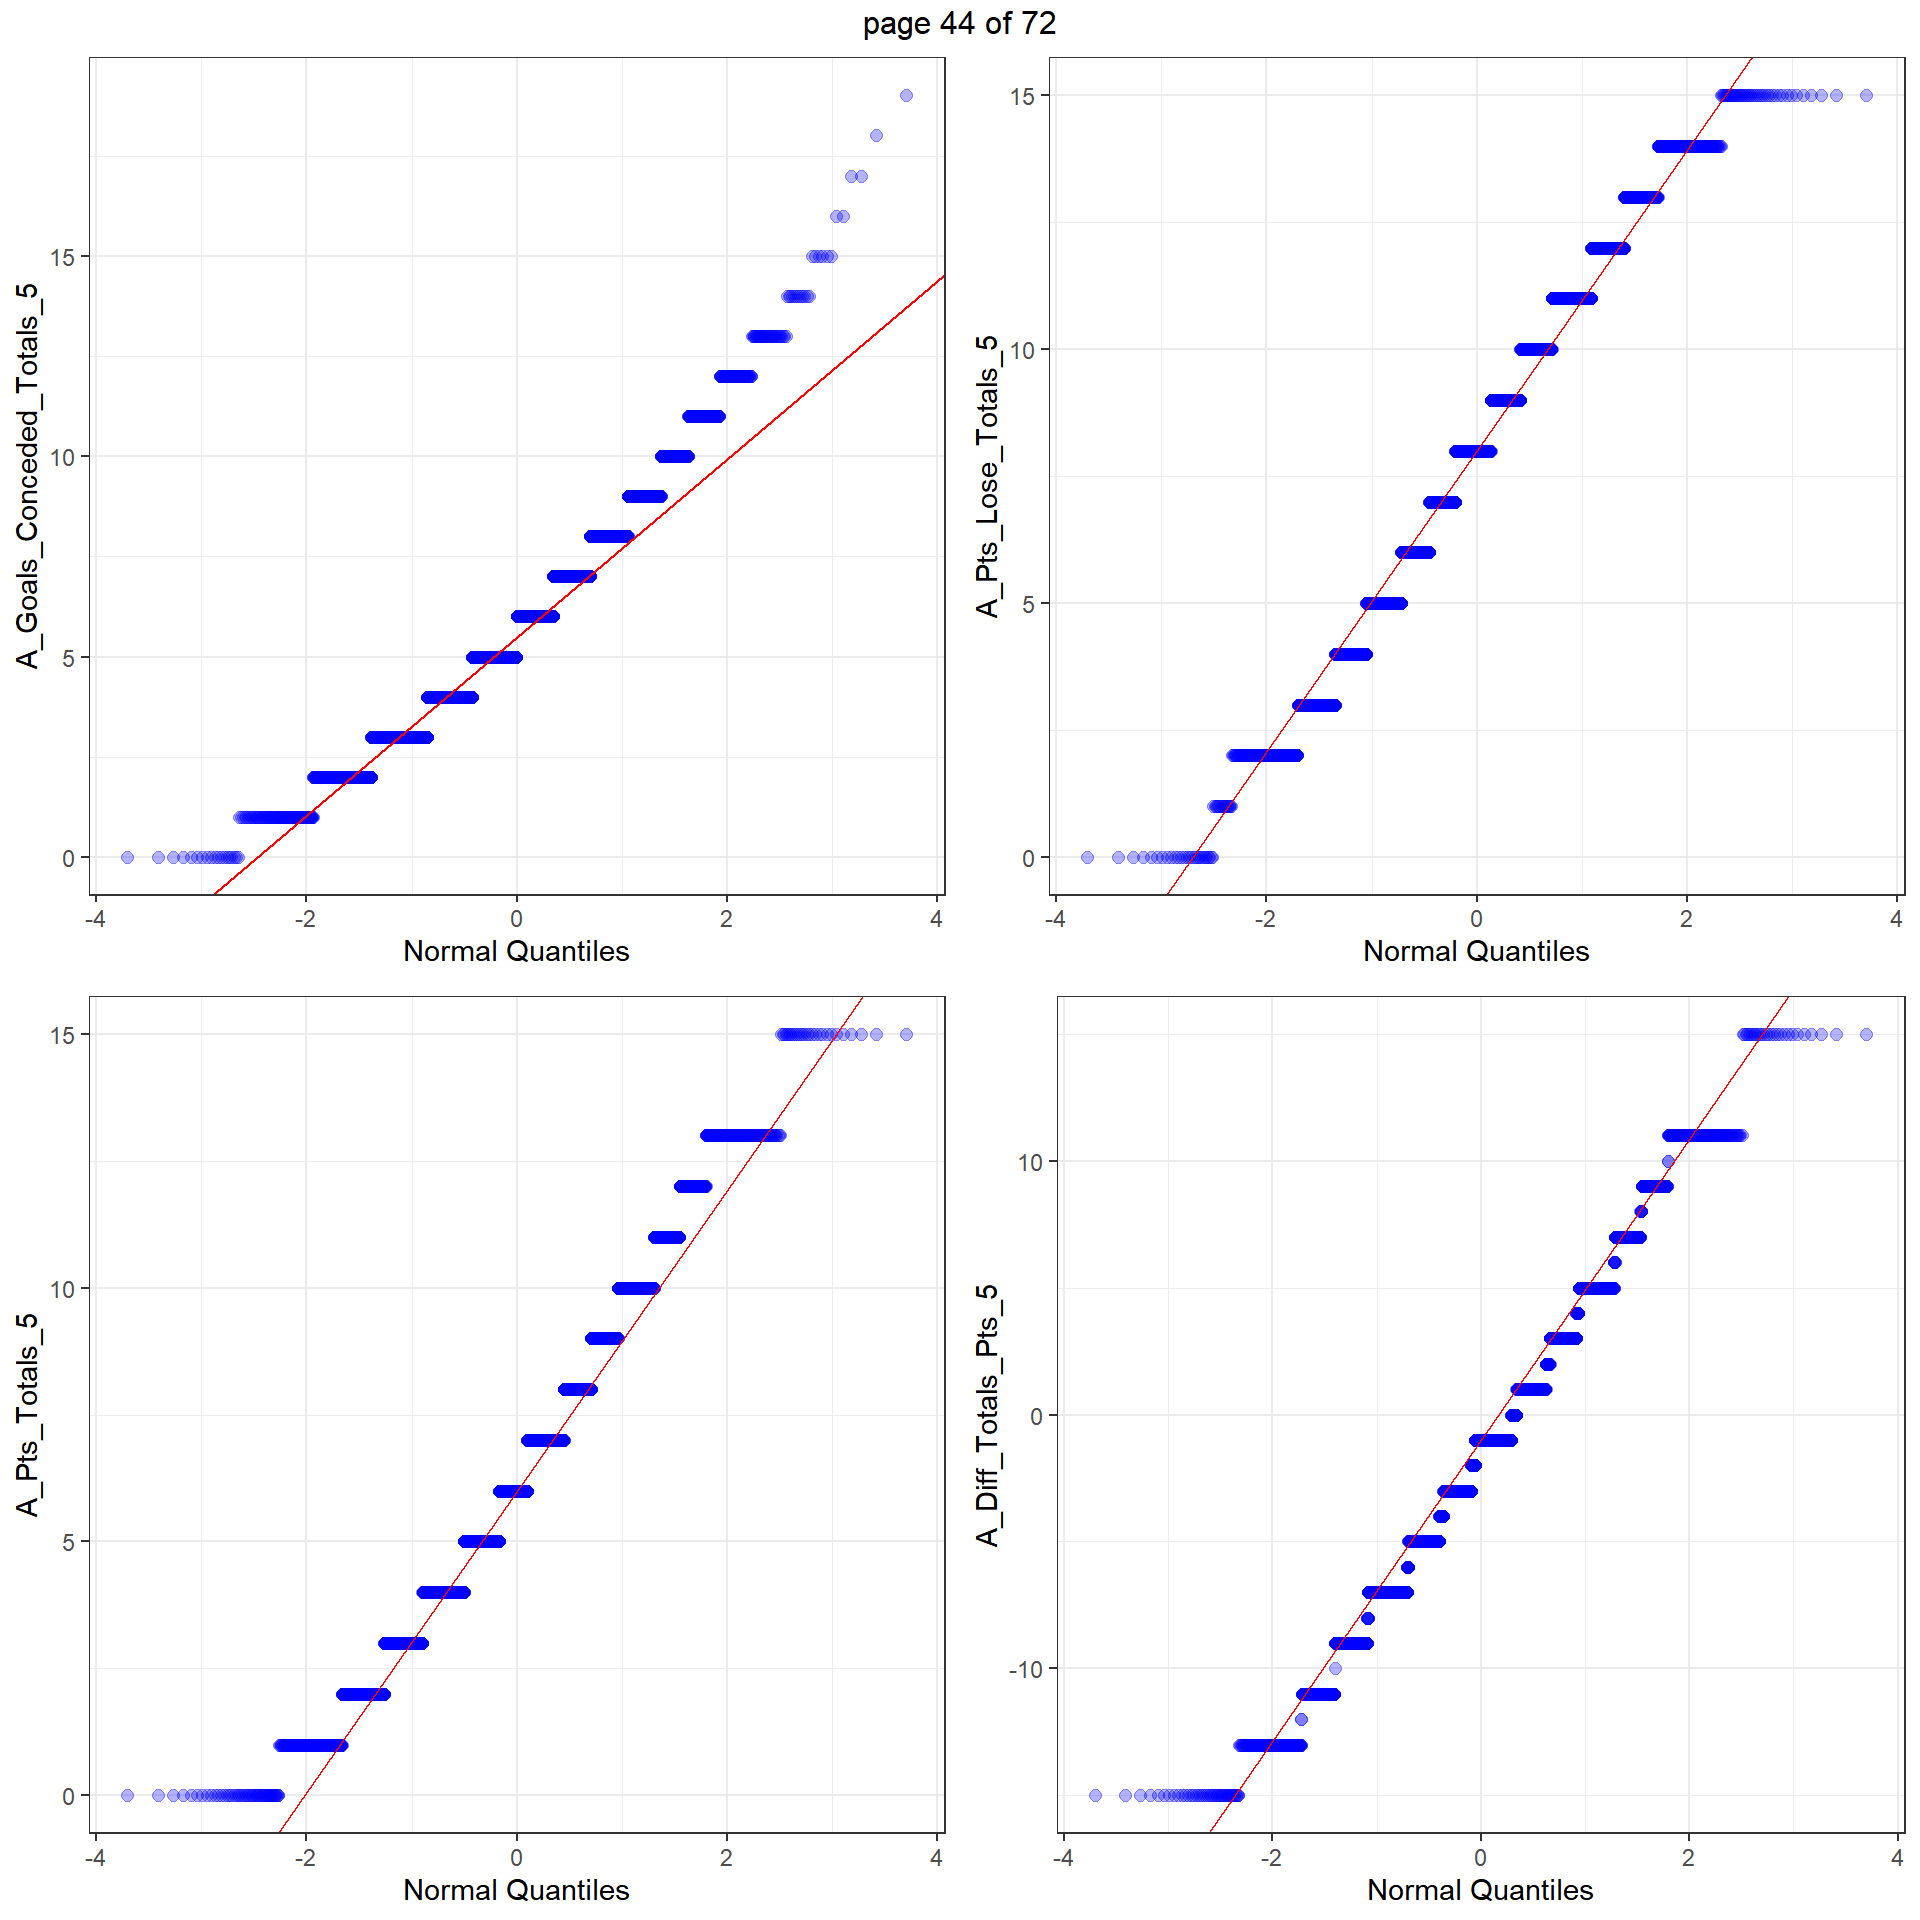 page 44 of 72
A_Goals_Conceded_Totals_5
15
10
5
0
-4 -2 0 2 4
Normal Quantiles
A_Pts_Lose_Totals_5
15
10
5
0
-4 -2 0 2 4
Normal Quantiles
A_Pts_Totals_5
15
10
5
0
-4 -2 0 2 4
Normal Quantiles
A_Diff_Totals_Pts_5
10
0
-10
-4 -2 0 2 4
Normal Quantiles